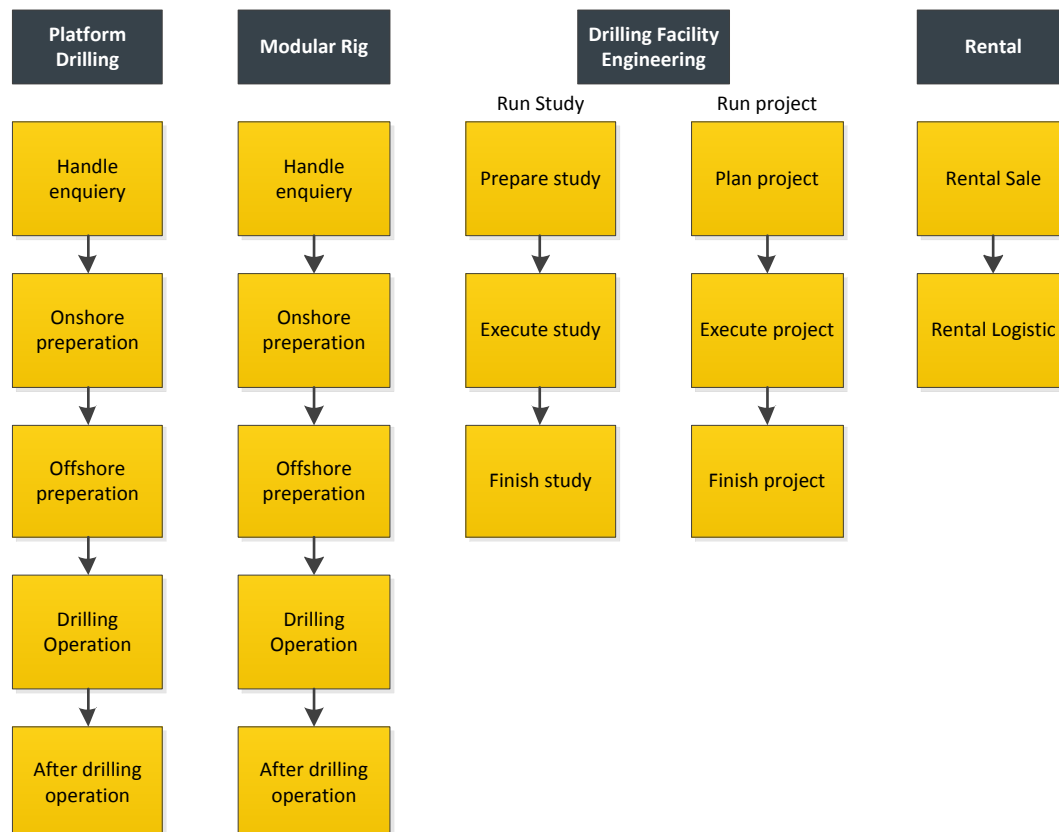 Platform
Drilling
Modular Rig
Drilling Facility
Engineering
Rental
Run Study
Run project
Handle
enquiery
Handle
enquiery
Prepare study
Plan project
Rental Sale
Onshore
preperation
Onshore
preperation
Execute study
Execute project
Rental Logistic
Offshore
preperation
Offshore
preperation
Finish study
Finish project
Drilling
Operation
Drilling
Operation
After drilling
operation
After drilling
operation